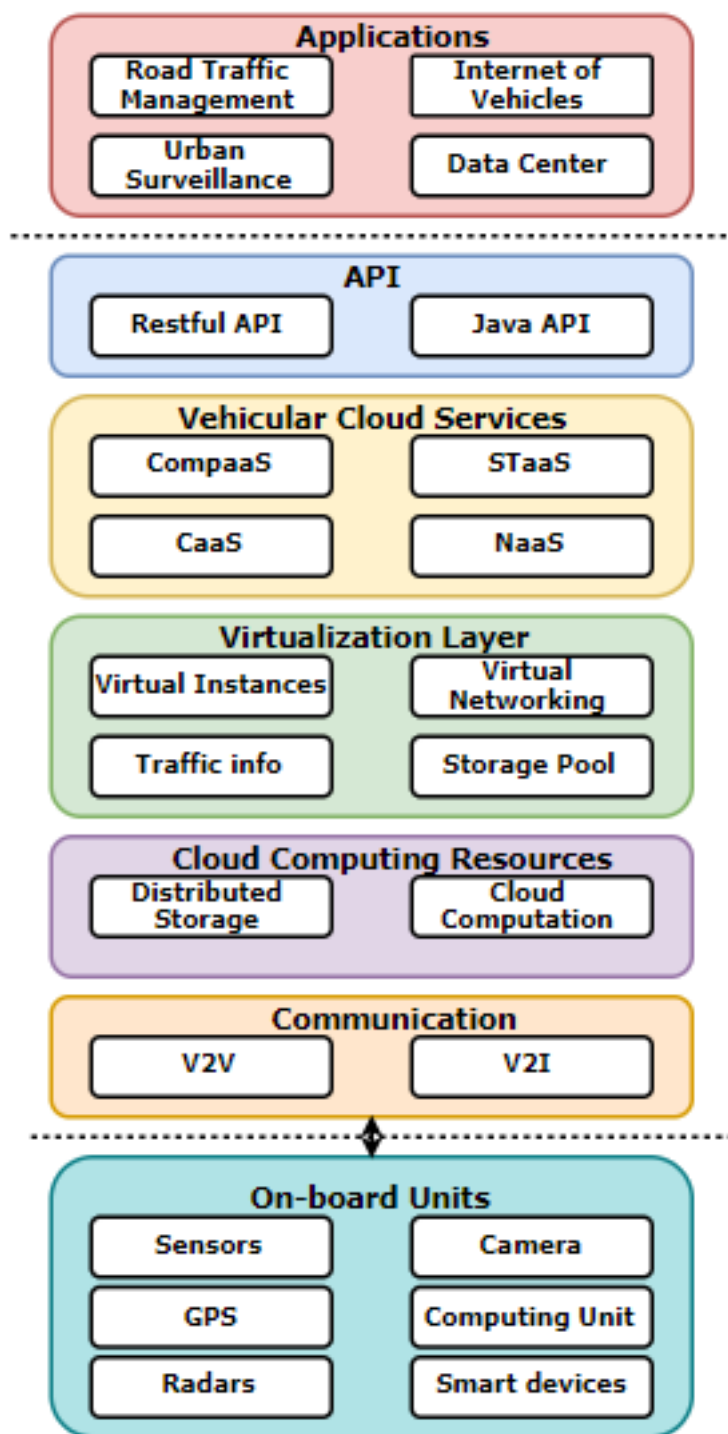 Applications
Road Traffic
Management
Internet of
Vehicles
Urban
Surveillance
Data Center
API
Restful API
Java API
Vehicular Cloud Services
CompaaS
STaaS
CaaS
NaaS
Virtualization Layer
Virtual Instances
Virtual
Networking
Traffic info
Storage Pool
Cloud Computing Resources
Distributed
Storage
Cloud
Computation
Communication
V2V
V2I
On-board Units
Sensors
Camera
GPS
Computing Unit
Radars
Smart devices